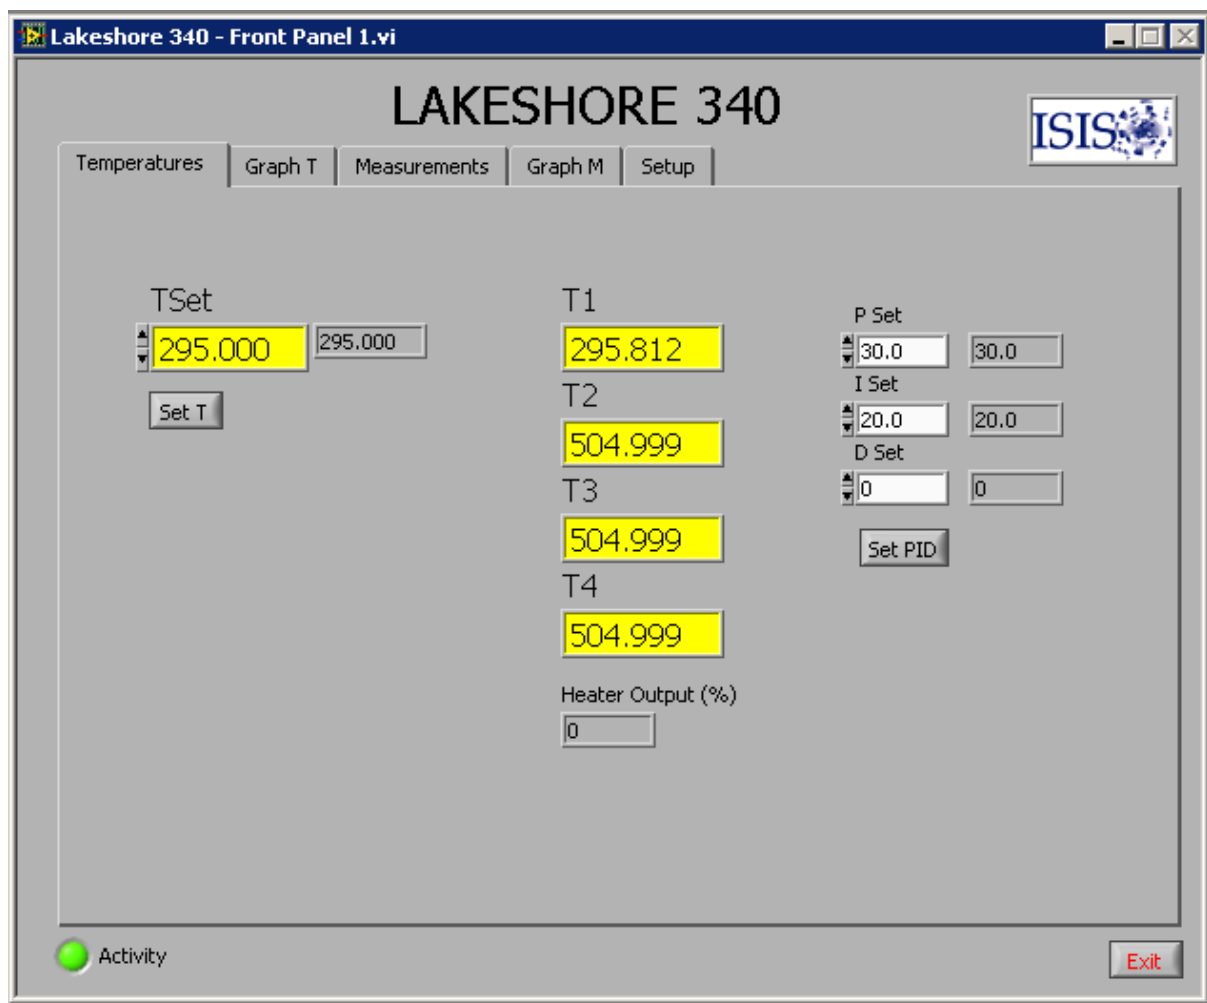 Lakeshore 340 - Front Panel 1.vi
LAKESHORE 340
ISIS
Temperatures
Graph T
Measurements
Graph M
Setup
TSet
295.000
295.000
Set T
T1
295.812
T2
504.999
T3
504.999
T4
504.999
Heater Output (%)
0
P Set
30.0
30.0
I Set
20.0
20.0
D Set
0
0
Set PID
Activity
Exit